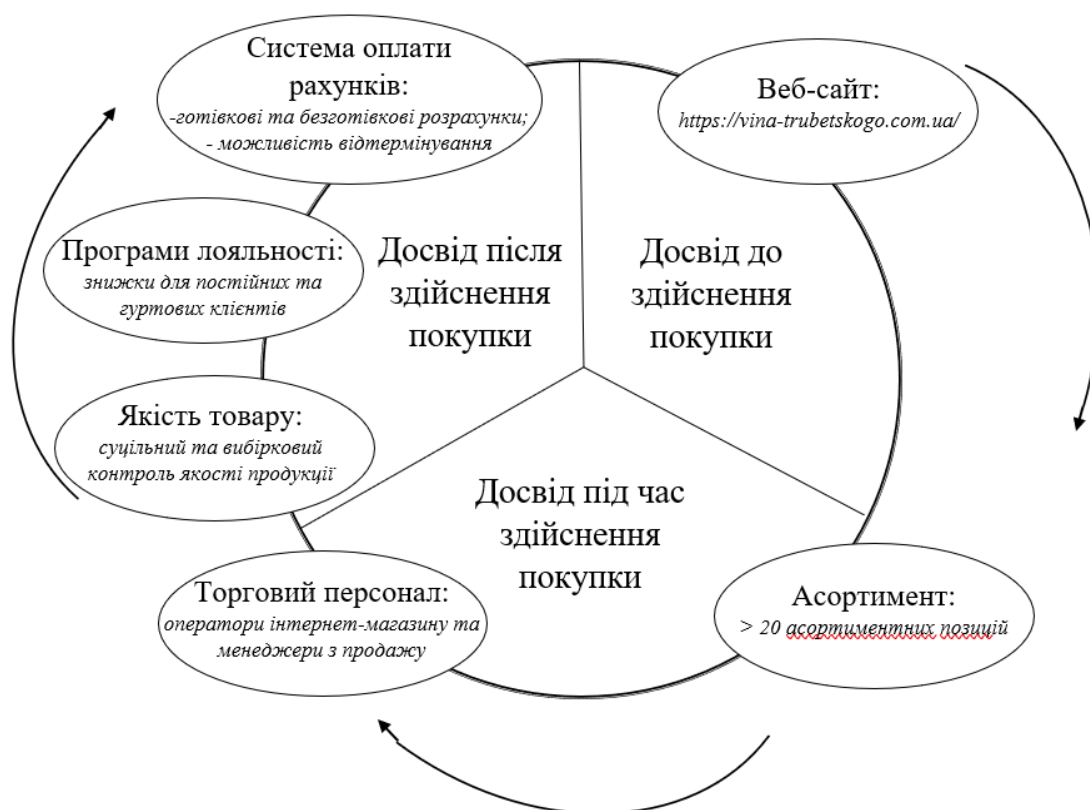 Система оплати
рахунків:
-готівкові та безготівкові розрахунки;
- можливість відтермінування
Веб-сайт:
https://vina-trubetskogo.com.ua/
Програми лояльності:
знижки для постійних та
гуртових клієнтів
Досвід після
здійснення
покупки
Досвід до
здійснення
покупки
Якість товару:
суцільний та вибірковий
контроль якості продукції
Досвід під час
здійснення
покупки
Торговий персонал:
оператори інтернет-магазину та
менеджери з продажу
Асортимент:
> 20 асортиментних позицій